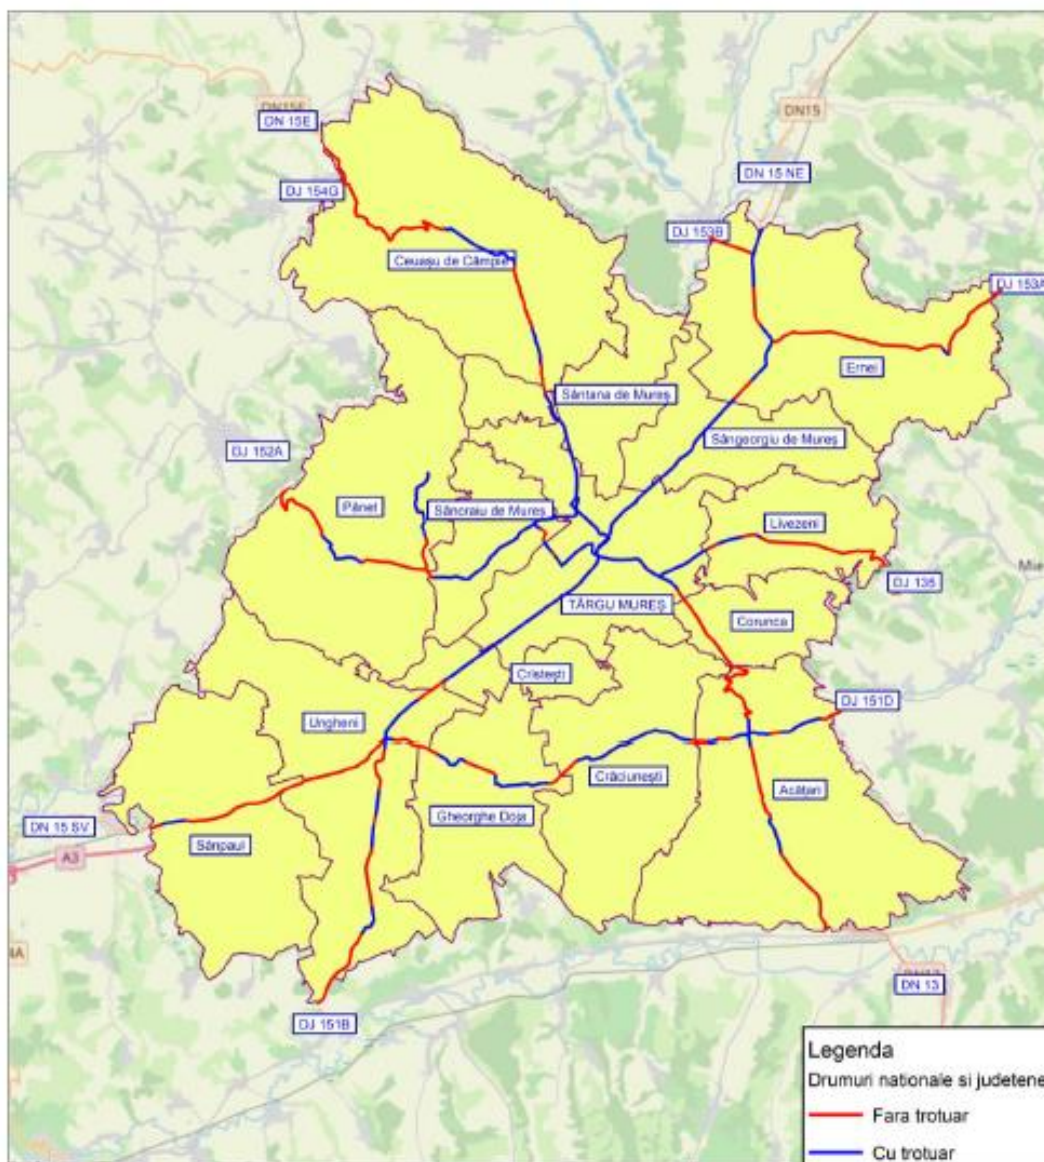 DN15E
DN 15E
DN15
DN 15 NE
DJ 154G
DJ 153B
Ceuașu de Câmpie
DJ 153A
Ernei
Sântana de Mureș
Sângeorgiu de Mureș
DJ 152A
Pănet
Sâncraiu de Mureș
Livezeni
DJ 135
TÂRGU MUREȘ
Corunca
Cristești
DJ 151D
Ungheni
Crăciunești
Acățari
Gheorghe Doja
DN 15 SV
Sânpaul
A3
DN 13
DJ 151B
Legenda
Drumuri nationale si judetene
Fara trotuar
Cu trotuar